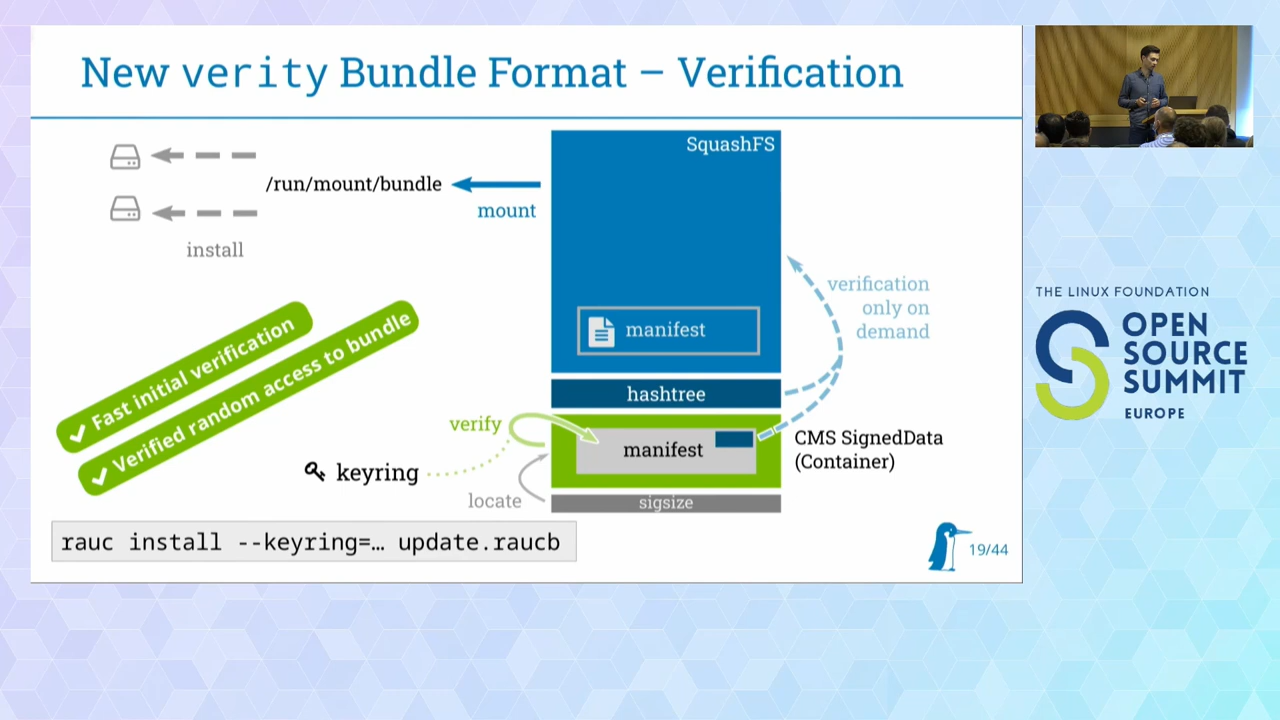 New verity Bundle Format – Verification
SquashFS
/run/mount/bundle
mount
install
verification
only on
demand
manifest
✔ Fast initial verification
✔ Verified random access to bundle
hashtree
verify
manifest
CMS SignedData
(Container)
keyring
locate
sigsize
rauc install --keyring=… update.raucb
19/44
THE LINUX FOUNDATION
OPEN
SOURCE
SUMMIT
EUROPE